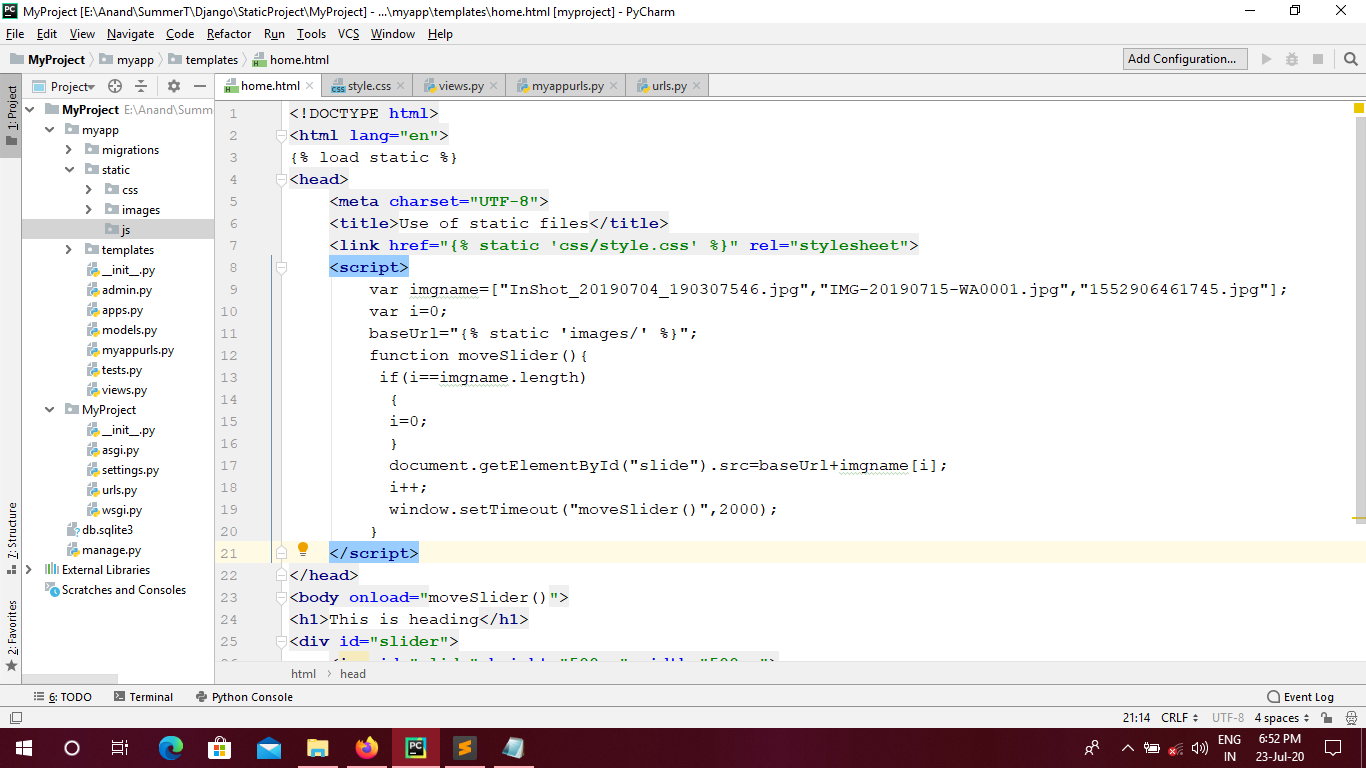 MyProject [E:\Anand\SummerT\Django\StaticProject\MyProject] - ...\myapp\templates\home.html [myproject] - PyCharm
File Edit View Navigate Code Refactor Run Tools VCS Window Help
MyProject myapp templates home.html Add Configuration...
1: Project
Project
home.html style.css views.py myappurls.py urls.py
MyProject E:\Anand\Summ
myapp
migrations
static
css
images
js
templates
__init__.py
admin.py
apps.py
models.py
myappurls.py
tests.py
views.py
MyProject
__init__.py
asgi.py
settings.py
urls.py
wsgi.py
db.sqlite3
manage.py
External Libraries
Scratches and Consoles
7: Structure
2: Favorites
1 <!DOCTYPE html>
2 <html lang="en">
3 {% load static %}
4 <head>
5 <meta charset="UTF-8">
6 <title>Use of static files</title>
7 <link href="{% static 'css/style.css' %}" rel="stylesheet">
8 <script>
9 var imgname=["InShot_20190704_190307546.jpg","IMG-20190715-WA0001.jpg","1552906461745.jpg"];
10 var i=0;
11 baseUrl="{% static 'images/' %}";
12 function moveSlider(){
13 if(i==imgname.length)
14 {
15 i=0;
16 }
17 document.getElementById("slide").src=baseUrl+imgname[i];
18 i++;
19 window.setTimeout("moveSlider()",2000);
20 }
21 </script>
22 </head>
23 <body onload="moveSlider()">
24 <h1>This is heading</h1>
25 <div id="slider">
html head
6: TODO Terminal Python Console Event Log
21:14 CRLF UTF-8 4 spaces
ENG
IN
6:52 PM
23-Jul-20